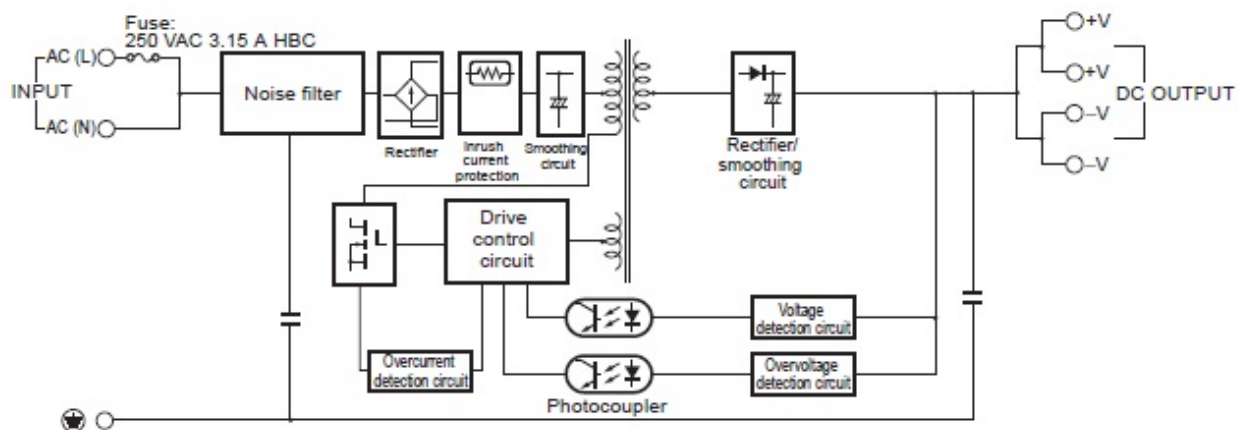 Fuse:
250 VAC 3.15 A HBC
AC (L)
INPUT
AC (N)
Noise filter
Rectifier
Inrush
current
protection
Smoothing
circuit
Rectifier/
smoothing
circuit
+V
+V
DC OUTPUT
–V
–V
Drive
control
circuit
Voltage
detection circuit
Overcurrent
detection circuit
Overvoltage
detection circuit
Photocoupler